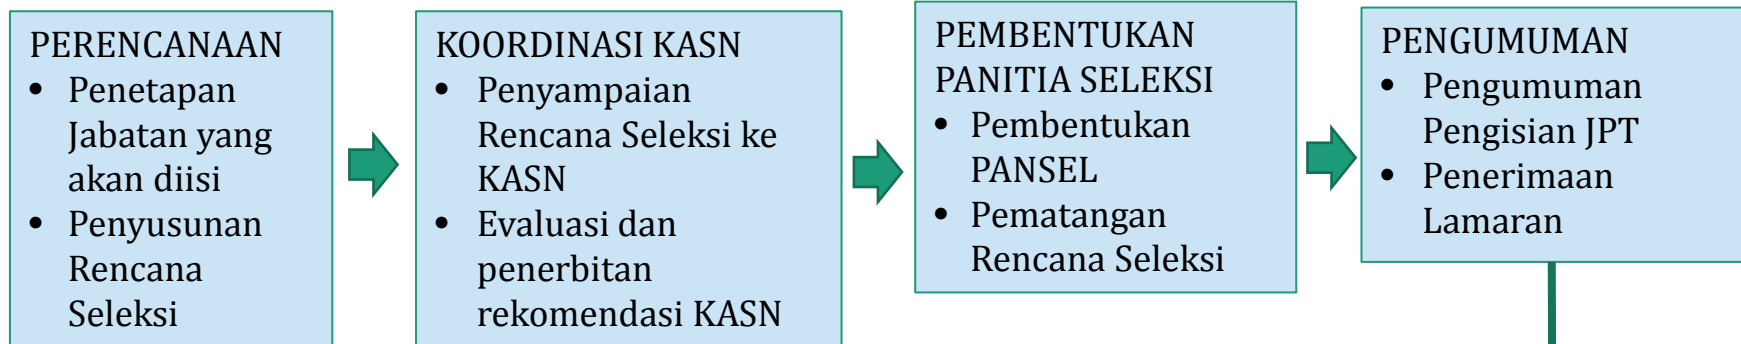 PERENCANAAN
• Penetapan
Jabatan yang
akan diisi
• Penyusunan
Rencana
Seleksi
KOORDINASI KASN
• Penyampaian
Rencana Seleksi ke
KASN
• Evaluasi dan
penerbitan
rekomendasi KASN
PEMBENTUKAN
PANITIA SELEKSI
• Pembentukan
PANSEL
• Pematangan
Rencana Seleksi
PENGUMUMAN
• Pengumuman
Pengisian JPT
• Penerimaan
Lamaran